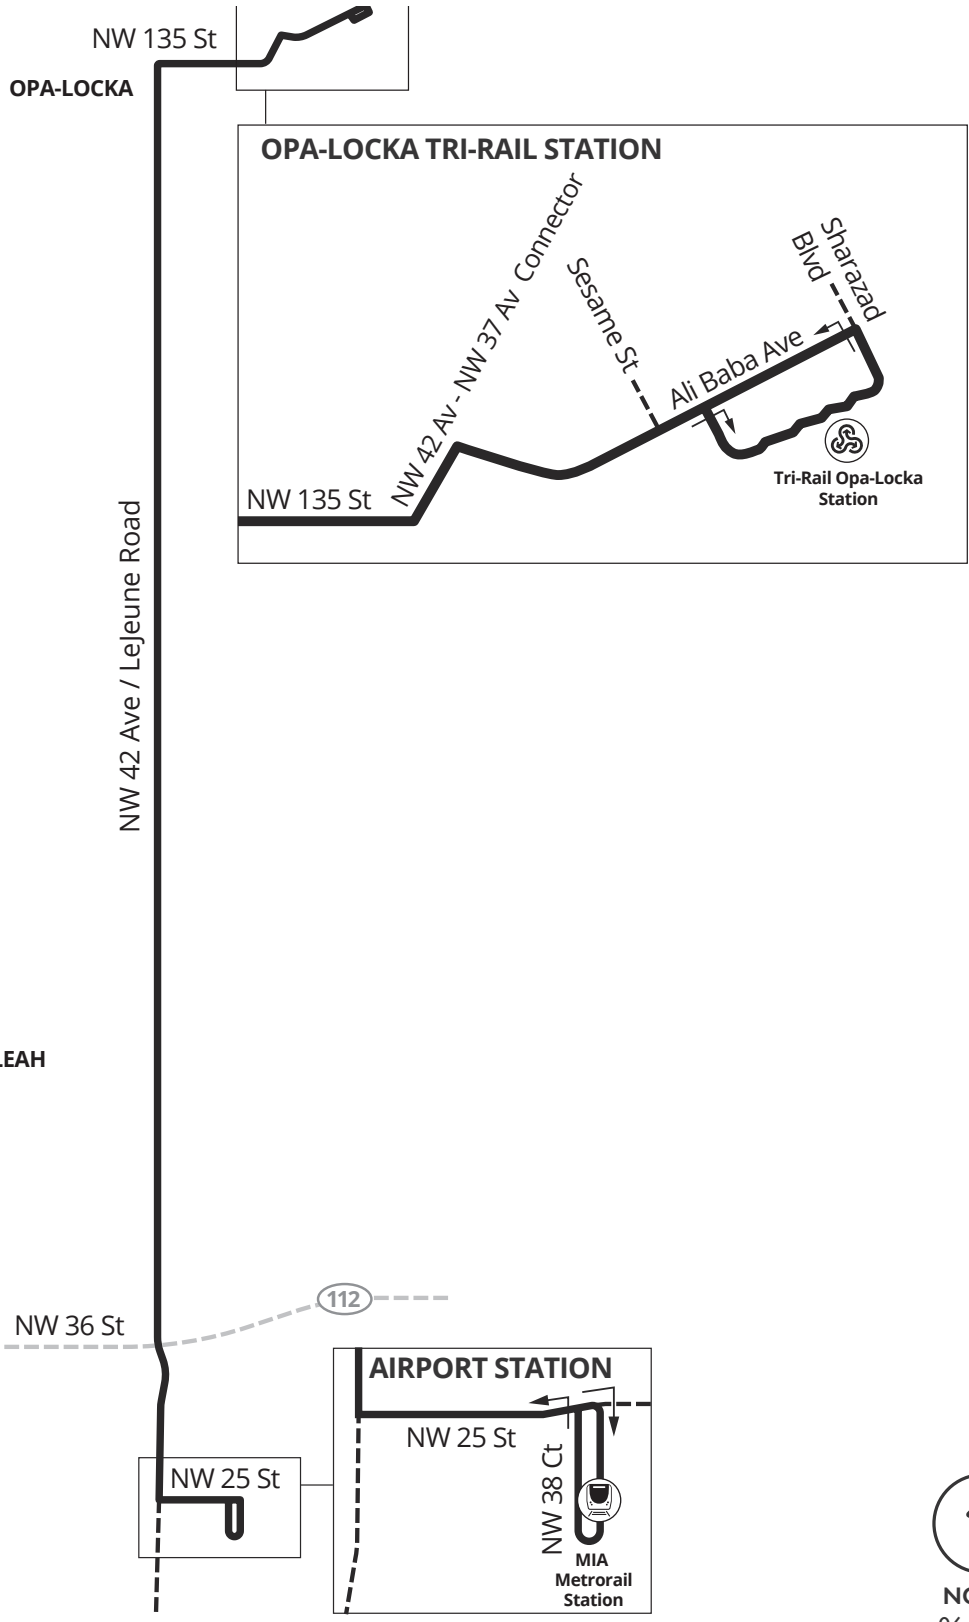 NW 135 St
OPA-LOCKA
OPA-LOCKA TRI-RAIL STATION
NW 42 Av - NW 37 Av Connector
Sesame St
Sharazad
Blvd
Ali Baba Ave
Tri-Rail Opa-Locka
Station
NW 135 St
NW 42 Ave / LeJeune Road
LEAH
112
NW 36 St
AIRPORT STATION
NW 25 St
NW 38 Ct
MIA
Metrorail
Station
NW 25 St